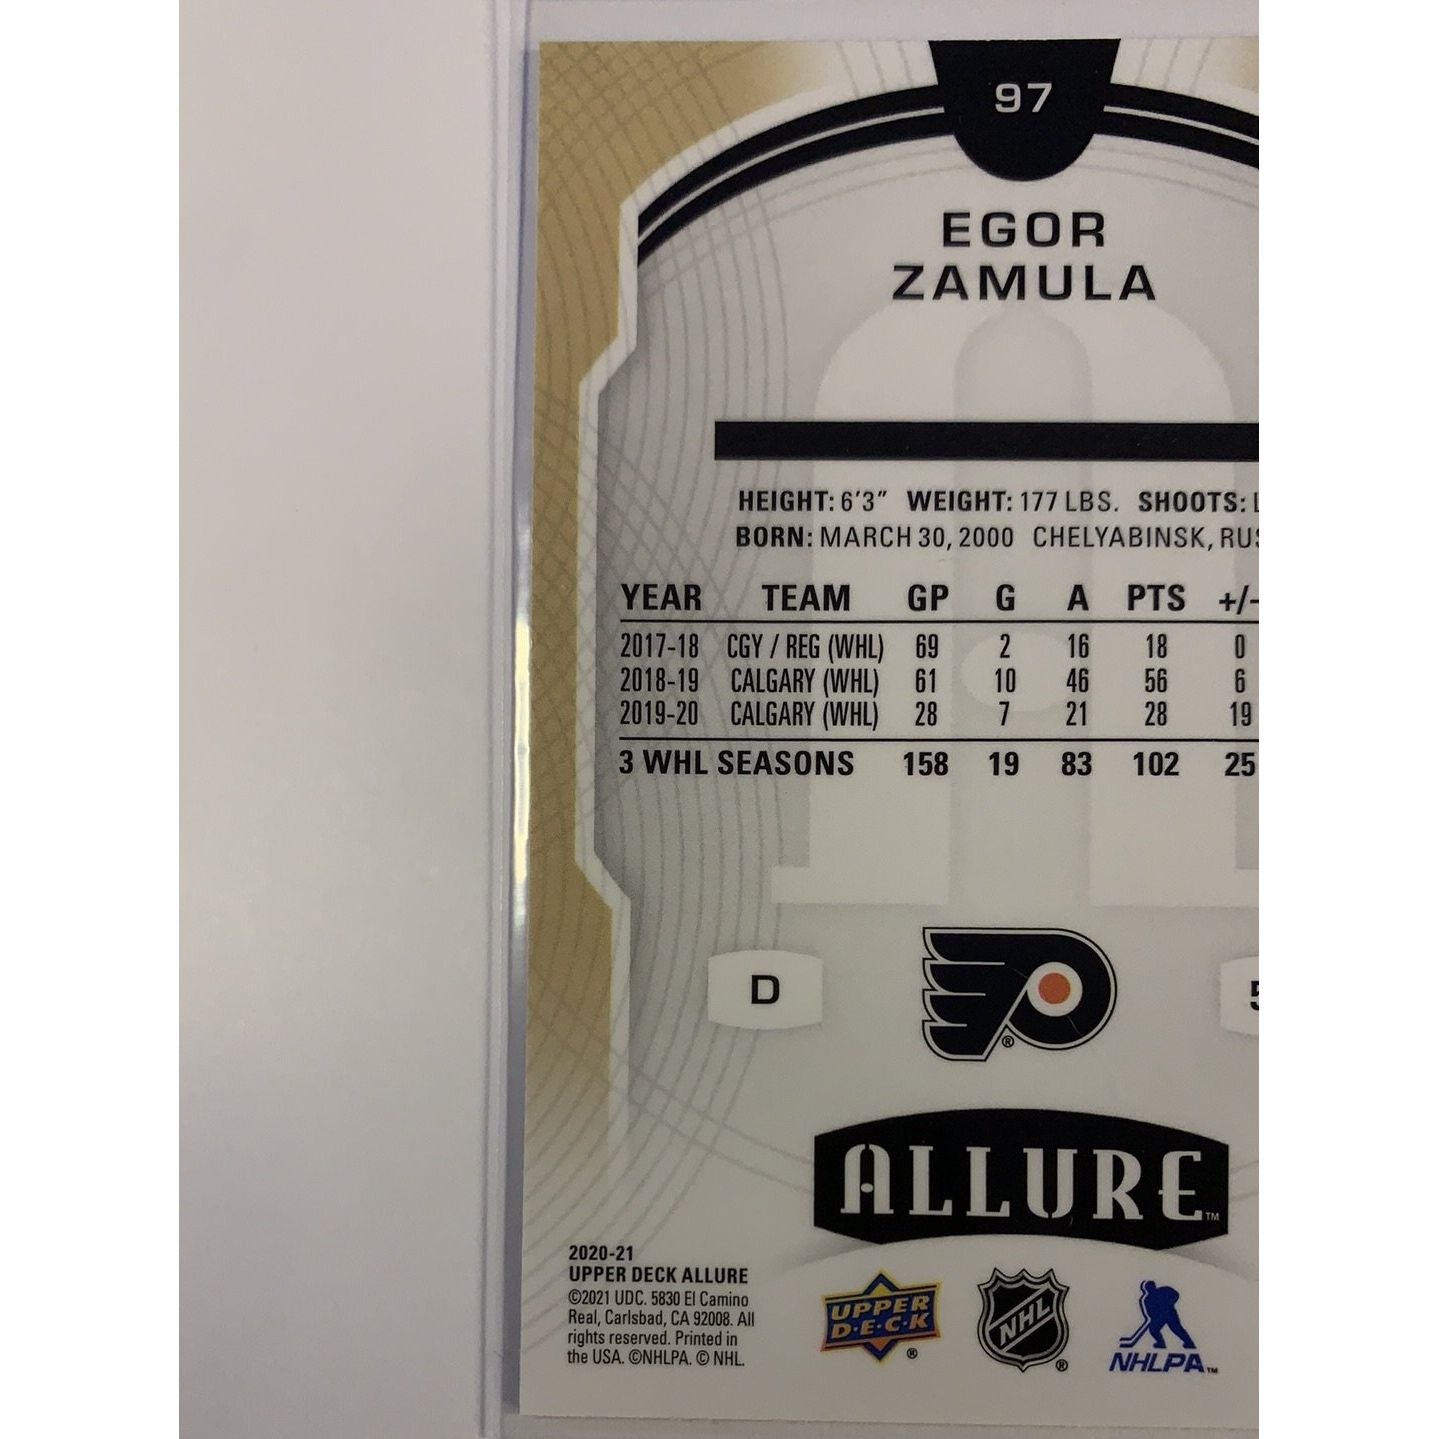 97
EGOR
ZAMULA
HEIGHT: 6'3" WEIGHT: 177 LBS. SHOOTS:
BORN: MARCH 30, 2000 CHELYABINSK, RUS
YEAR TEAM GP G A PTS +/-
2017-18 CGY / REG (WHL) 69 2 16 18 0
2018-19 CALGARY (WHL) 61 10 46 56 6
2019-20 CALGARY (WHL) 28 7 21 28 19
3 WHL SEASONS 158 19 83 102 25
D
®
ALLURE™
2020-21
UPPER DECK ALLURE
©2021 UDC. 5830 El Camino
Real, Carlsbad, CA 92008. All
rights reserved. Printed in
the USA. ©NHLPA. © NHL.
UPPER
D·E·C·K ®
NHL ®
NHLPA™